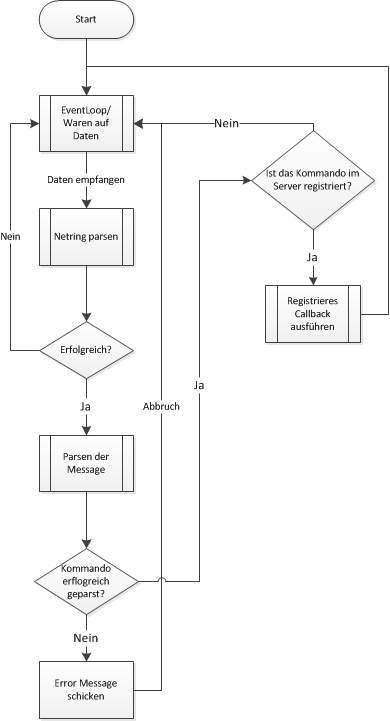 Start
EventLoop/
Waren auf
Daten
Nein
Ist das Kommando im
Server registriert?
Daten empfangen
Nein
Netring parsen
Ja
Registrieres
Callback
ausführen
Erfolgreich?
Ja
Ja
Abbruch
Parsen der
Message
Kommando
erflogreich
geparst?
Nein
Error Message
schicken